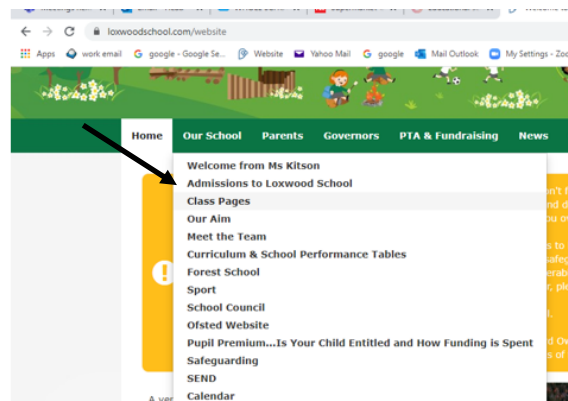 loxwoodschool.com/website
Apps work email google - Google Se... Website Yahoo Mail google Mail Outlook My Settings - Zoo
Home Our School Parents Governors PTA & Fundraising News
Welcome from Ms Kitson
Admissions to Loxwood School
Class Pages
Our Aim
Meet the Team
Curriculum & School Performance Tables
Forest School
Sport
School Council
Ofsted Website
Pupil Premium...Is Your Child Entitled and How Funding is Spent
Safeguarding
SEND
Calendar